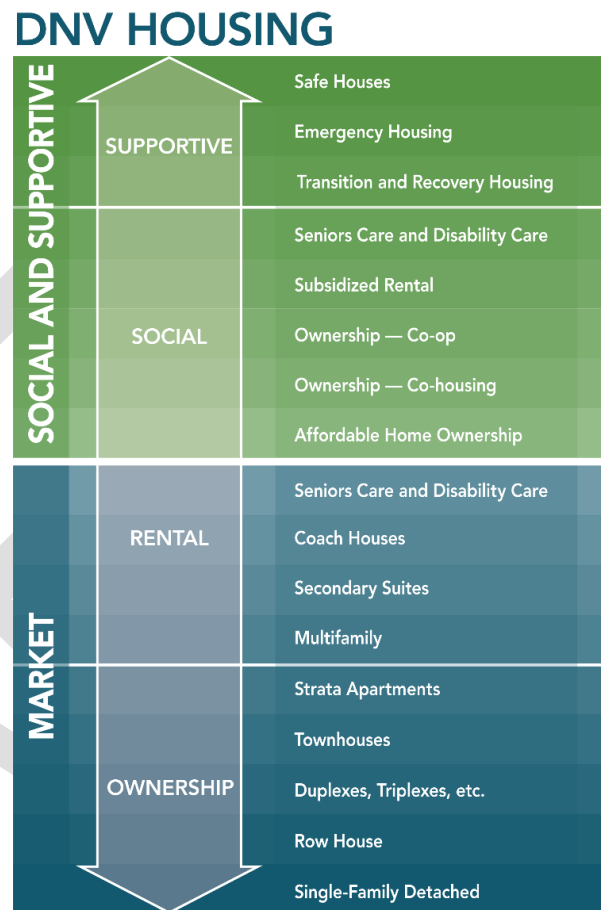 DNV HOUSING
SOCIAL AND SUPPORTIVE
SUPPORTIVE
Safe Houses
Emergency Housing
Transition and Recovery Housing
SOCIAL
Seniors Care and Disability Care
Subsidized Rental
Ownership — Co-op
Ownership — Co-housing
Affordable Home Ownership
MARKET
RENTAL
Seniors Care and Disability Care
Coach Houses
Secondary Suites
Multifamily
OWNERSHIP
Strata Apartments
Townhouses
Duplexes, Triplexes, etc.
Row House
Single-Family Detached